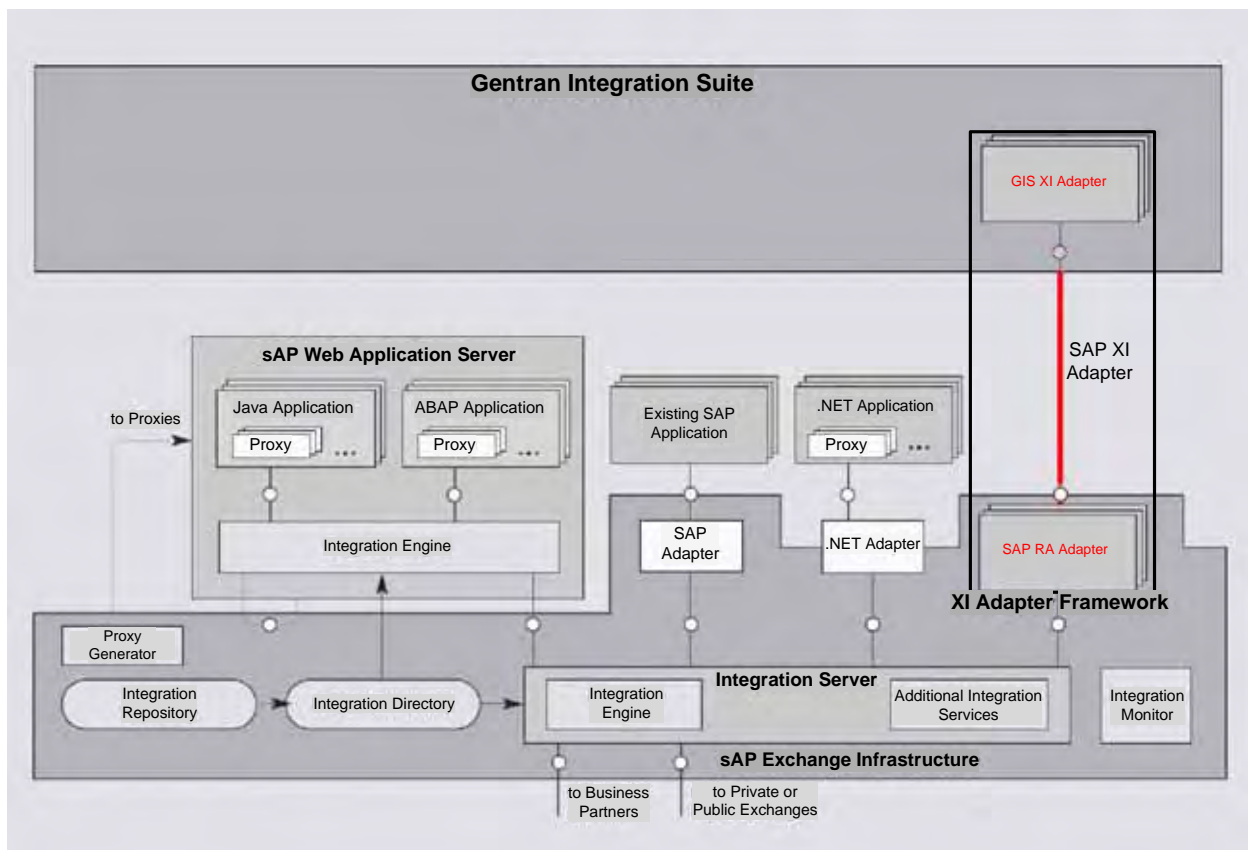 Gentran Integration Suite
GIS XI Adapter
SAP XI
Adapter
sAP Web Application Server
Java Application
Proxy
...
ABAP Application
Proxy
...
to Proxies
Existing SAP
Application
.NET Application
Proxy
...
Integration Engine
SAP
Adapter
.NET Adapter
SAP RA Adapter
XI Adapter Framework
Proxy
Generator
Integration
Repository
Integration Directory
Integration Server
Integration
Engine
Additional Integration
Services
Integration
Monitor
sAP Exchange Infrastructure
to Business
Partners
to Private or
Public Exchanges